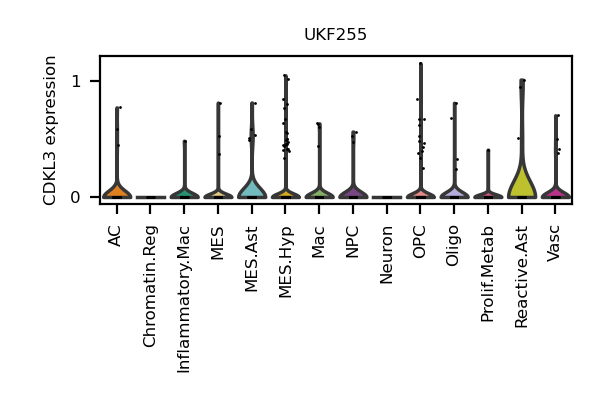 UKF255
CDKL3 expression
1
0
AC
Chromatin.Reg
Inflammatory.Mac
MES
MES.Ast
MES.Hyp
Mac
NPC
Neuron
OPC
Oligo
Prolif.Metab
Reactive.Ast
Vasc